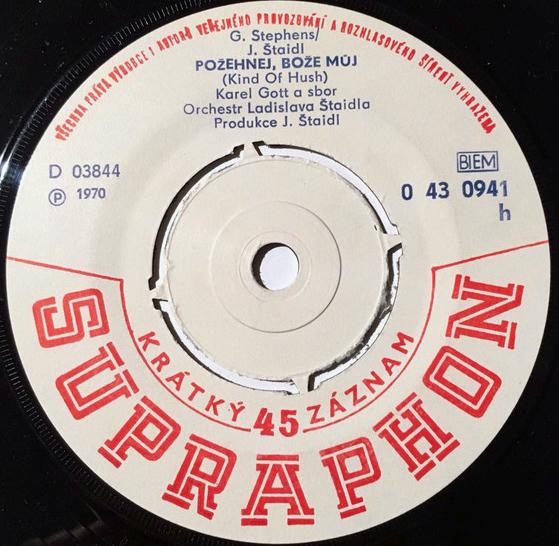 VŠECHNA PRÁVA VÝROBCE I AUTORŮ VEŘEJNÉHO PROVOZOVÁNÍ A ROZHLASOVÉHO ŠÍŘENÍ VYHRAZENA
G. Stephens/
J. Štaidl
POŽEHNEJ, BOŽE MŮJ
(Kind Of Hush)
Karel Gott a sbor
Orchestr Ladislava Štaidla
Produkce J. Štaidl
D 03844
Ⓟ 1970
BIEM
0 43 0941
h
KRÁTKÝ 45 ZÁZNAM
SUPRAPHON